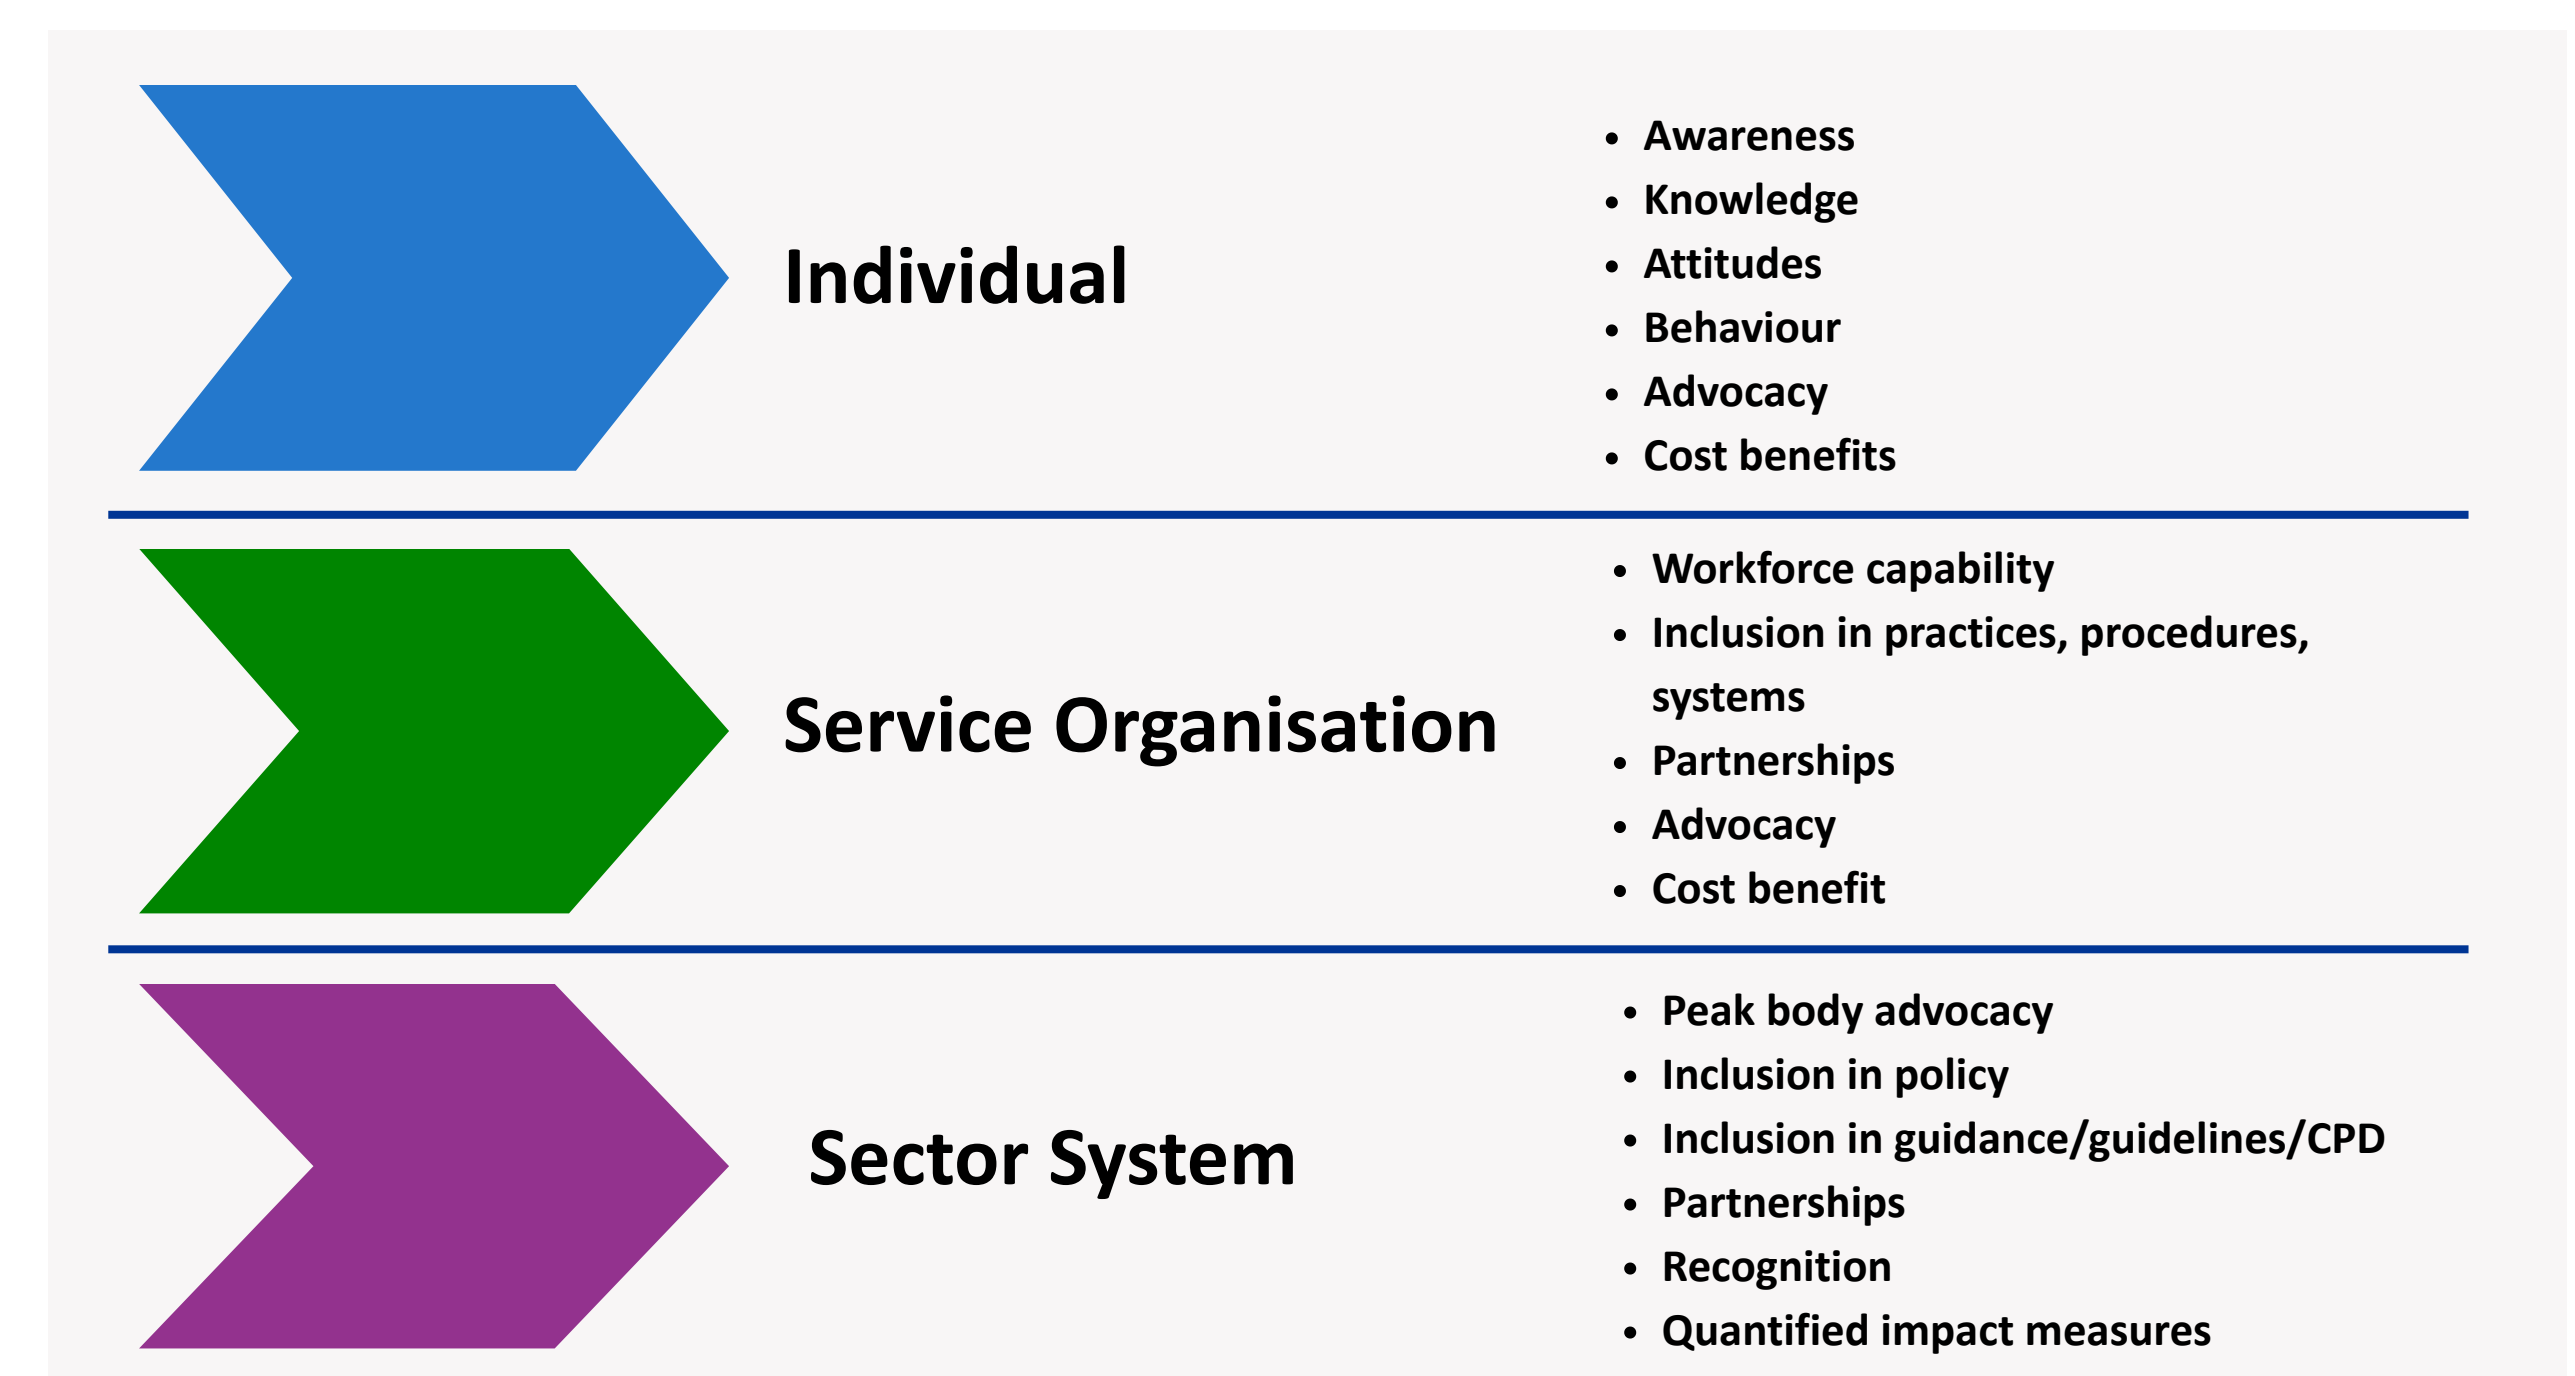 Individual
• Awareness
• Knowledge
• Attitudes
• Behaviour
• Advocacy
• Cost benefits
Service Organisation
• Workforce capability
• Inclusion in practices, procedures,
systems
• Partnerships
• Advocacy
• Cost benefit
Sector System
• Peak body advocacy
• Inclusion in policy
• Inclusion in guidance/guidelines/CPD
• Partnerships
• Recognition
• Quantified impact measures